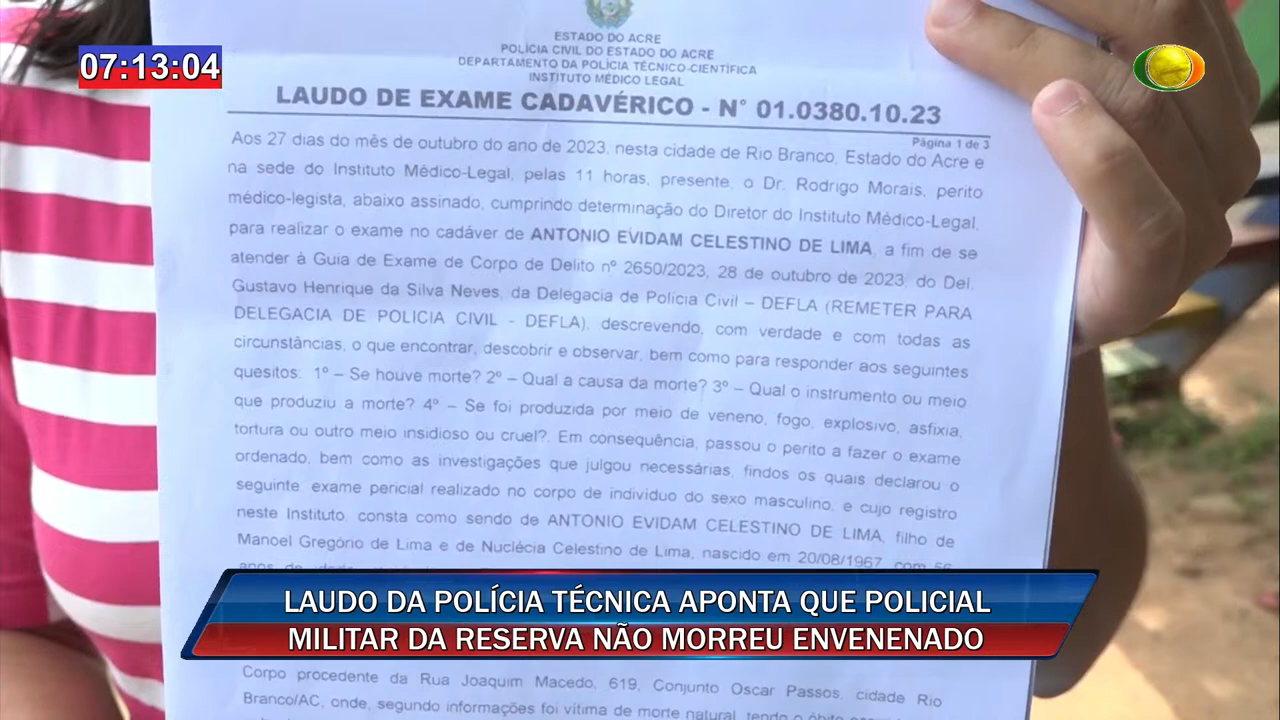 07:13:04
ESTADO DO ACRE
POLÍCIA CIVIL DO ESTADO DO ACRE
DEPARTAMENTO DA POLÍCIA TÉCNICO-CIENTÍFICA
INSTITUTO MÉDICO LEGAL
LAUDO DE EXAME CADAVÉRICO - N° 01.0380.10.23
Página 1 de 3
Aos 27 dias do mês de outubro do ano de 2023, nesta cidade de Rio Branco, Estado do Acre e
na sede do Instituto Médico-Legal, pelas 11 horas, presente, o Dr. Rodrigo Morais, perito
médico-legista, abaixo assinado, cumprindo determinação do Diretor do Instituto Médico-Legal,
para realizar o exame no cadáver de ANTONIO EVIDAM CELESTINO DE LIMA, a fim de se
atender à Guia de Exame de Corpo de Delito nº 2650/2023, 28 de outubro de 2023, do Del.
Gustavo Henrique da Silva Neves, da Delegacia de Polícia Civil – DEFLA (REMETER PARA
DELEGACIA DE POLICIA CIVIL - DEFLA), descrevendo, com verdade e com todas as
circunstâncias, o que encontrar, descobrir e observar, bem como para responder aos seguintes
quesitos: 1º – Se houve morte? 2º – Qual a causa da morte? 3º – Qual o instrumento ou meio
que produziu a morte? 4º – Se foi produzida por meio de veneno, fogo, explosivo, asfixia,
tortura ou outro meio insidioso ou cruel?. Em consequência, passou o perito a fazer o exame
ordenado, bem como as investigações que julgou necessárias, findos os quais declarou o
seguinte: exame pericial realizado no corpo de indivíduo do sexo masculino, e cujo registro
neste Instituto, consta como sendo de ANTONIO EVIDAM CELESTINO DE LIMA, filho de
Manoel Gregório de Lima e de Nuclécia Celestino de Lima, nascido em 20/08/1967, com 56
LAUDO DA POLÍCIA TÉCNICA APONTA QUE POLICIAL
MILITAR DA RESERVA NÃO MORREU ENVENENADO
Corpo procedente da Rua Joaquim Macedo, 619, Conjunto Oscar Passos, cidade Rio
Branco/AC, onde, segundo informações foi vítima de morte natural, tendo o óbito